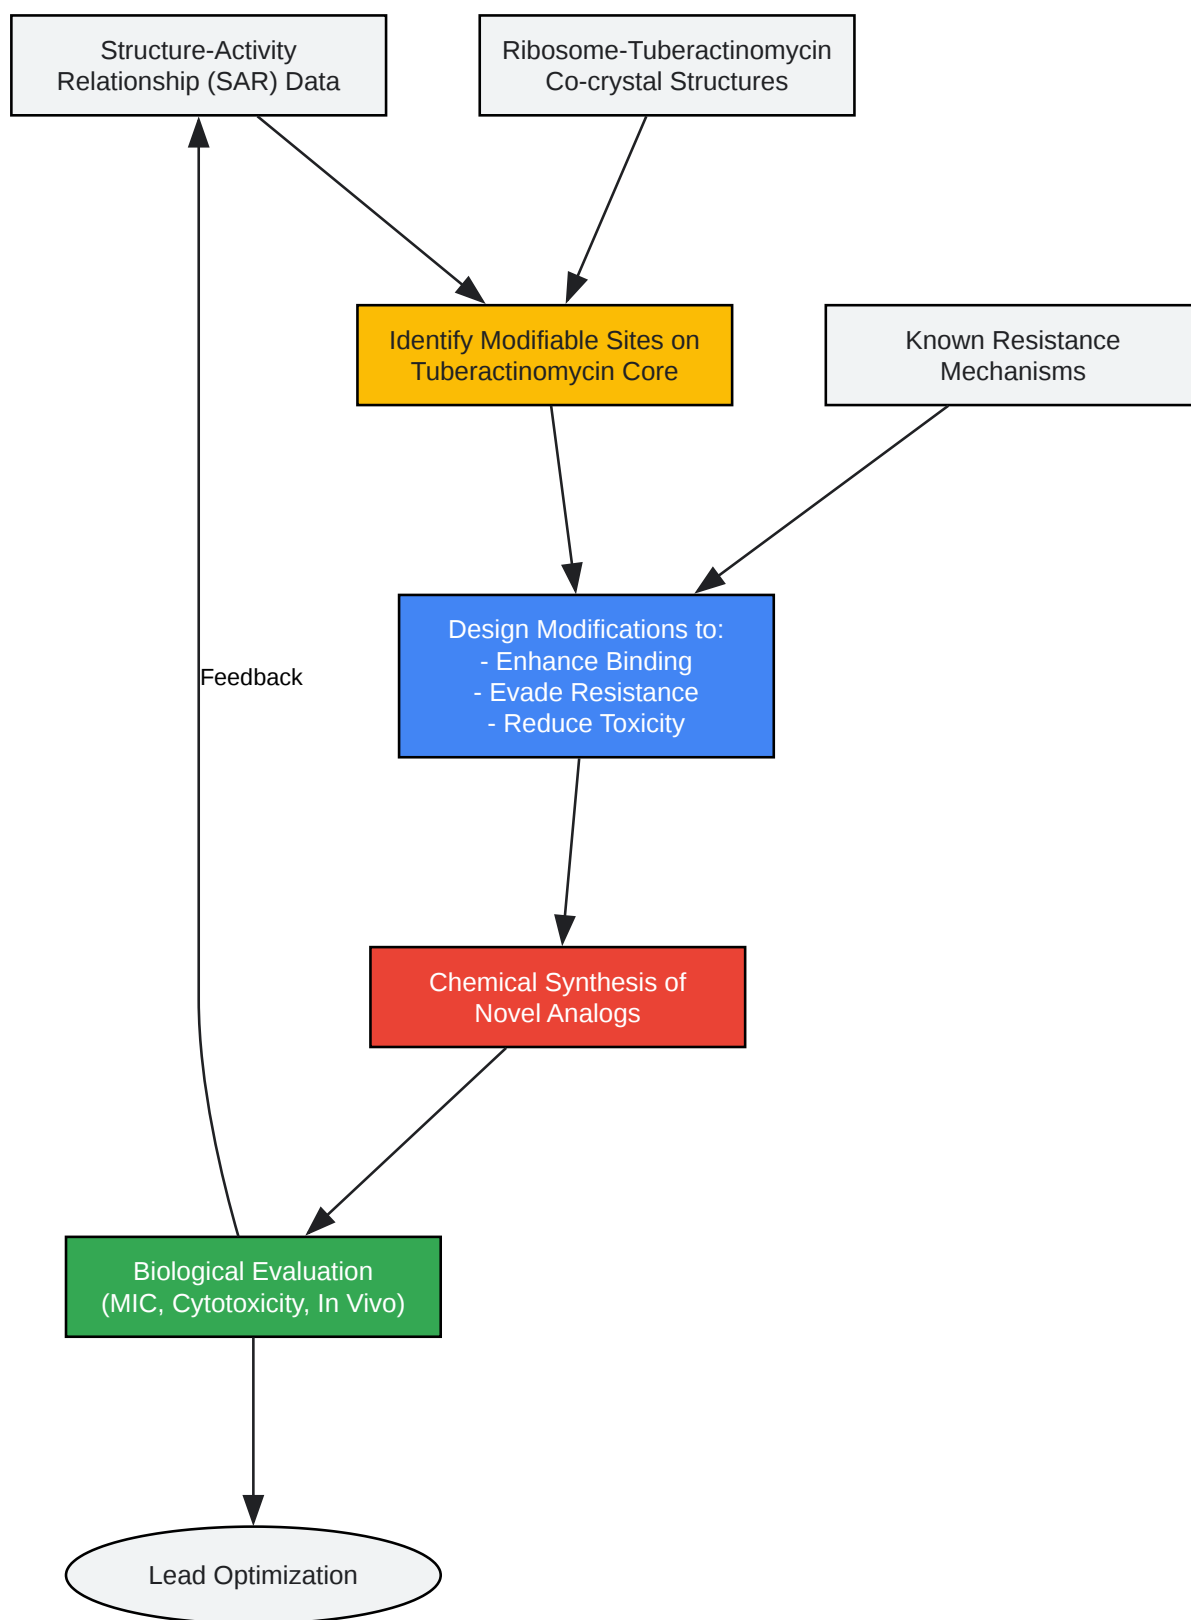 Structure-Activity
Relationship (SAR) Data
Ribosome-Tuberactinomycin
Co-crystal Structures
Identify Modifiable Sites on
Tuberactinomycin Core
Known Resistance
Mechanisms
Design Modifications to:
- Enhance Binding
- Evade Resistance
- Reduce Toxicity
Feedback
Chemical Synthesis of
Novel Analogs
Biological Evaluation
(MIC, Cytotoxicity, In Vivo)
Lead Optimization